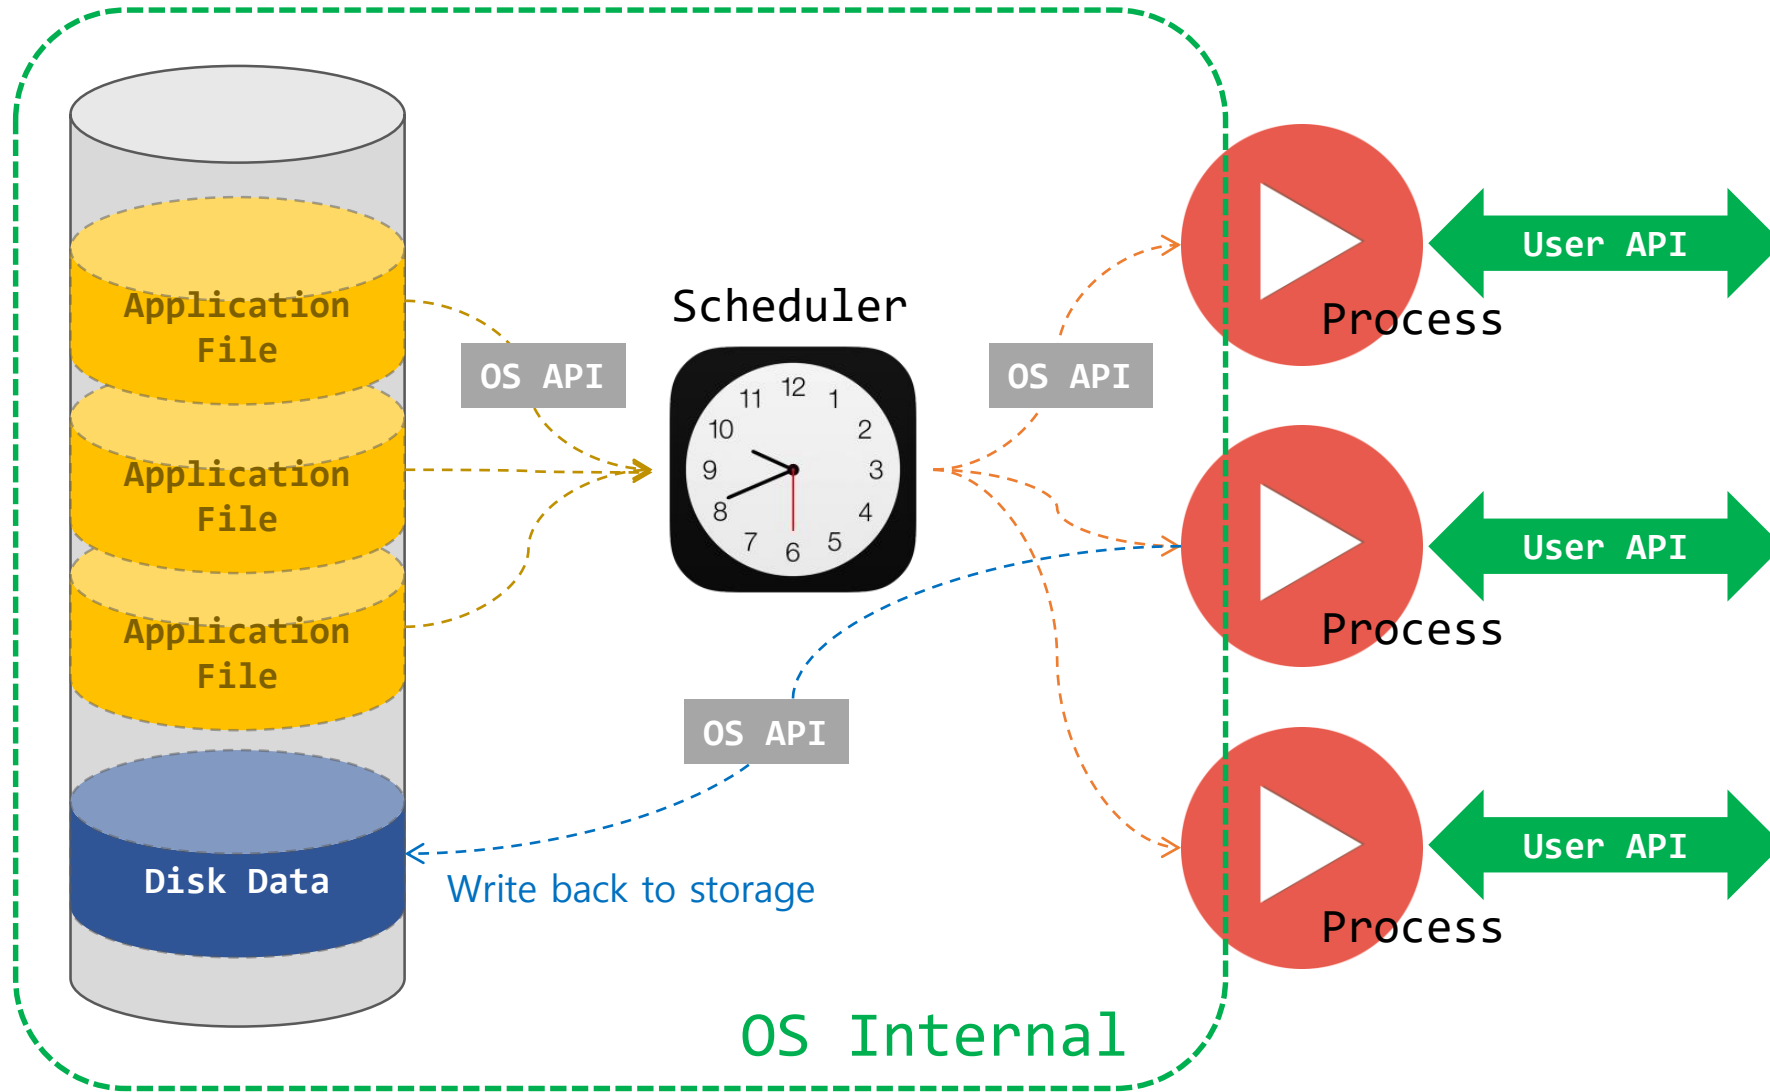 Application
File
Application
File
Application
File
Disk Data
OS API
Scheduler
12
1
2
3
4
5
6
7
8
9
10
11
OS API
OS API
Write back to storage
Process
User API
Process
User API
Process
User API
OS Internal